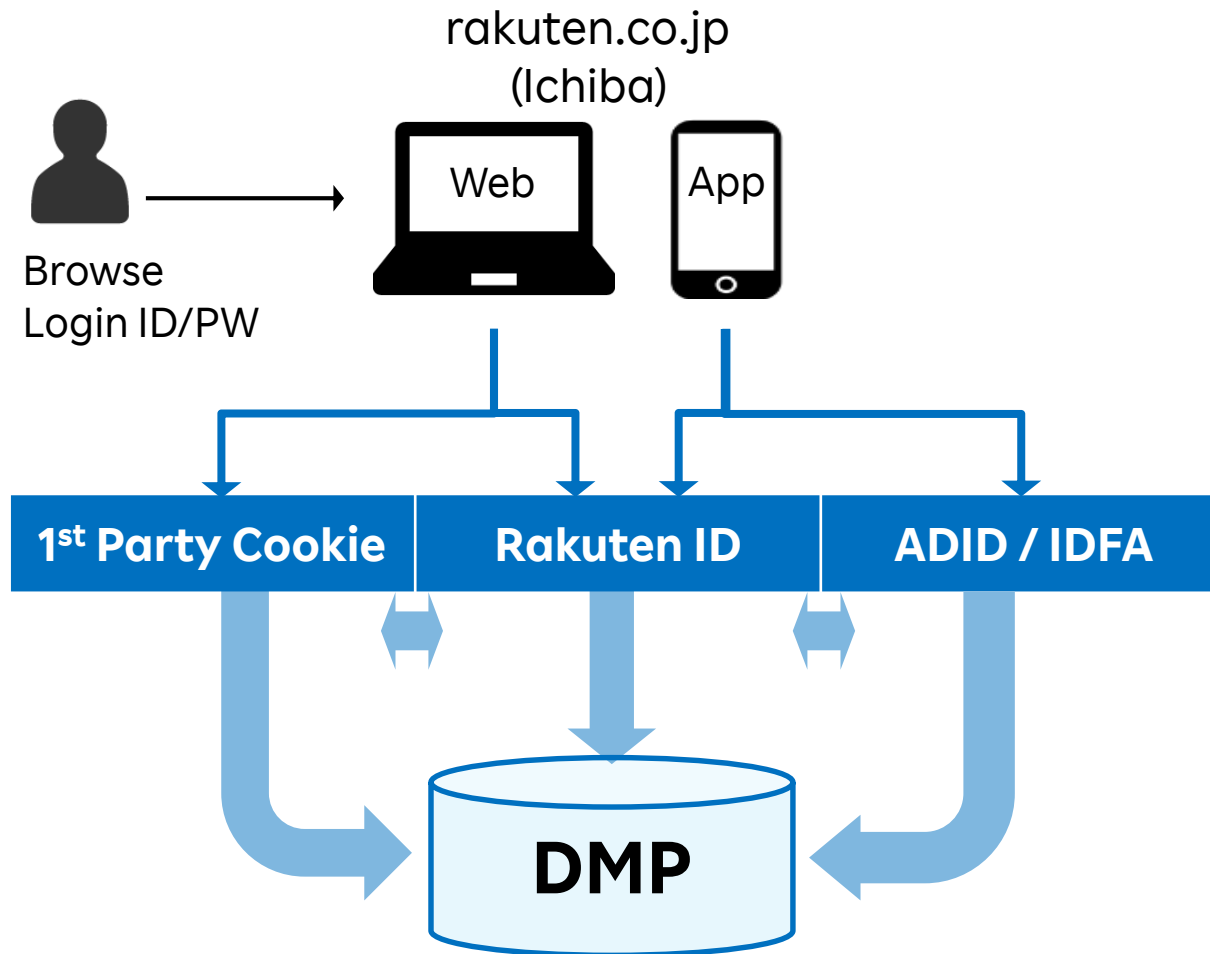 rakuten.co.jp
(Ichiba)
Web
App
Browse
Login ID/PW
1st Party Cookie
Rakuten ID
ADID / IDFA
DMP